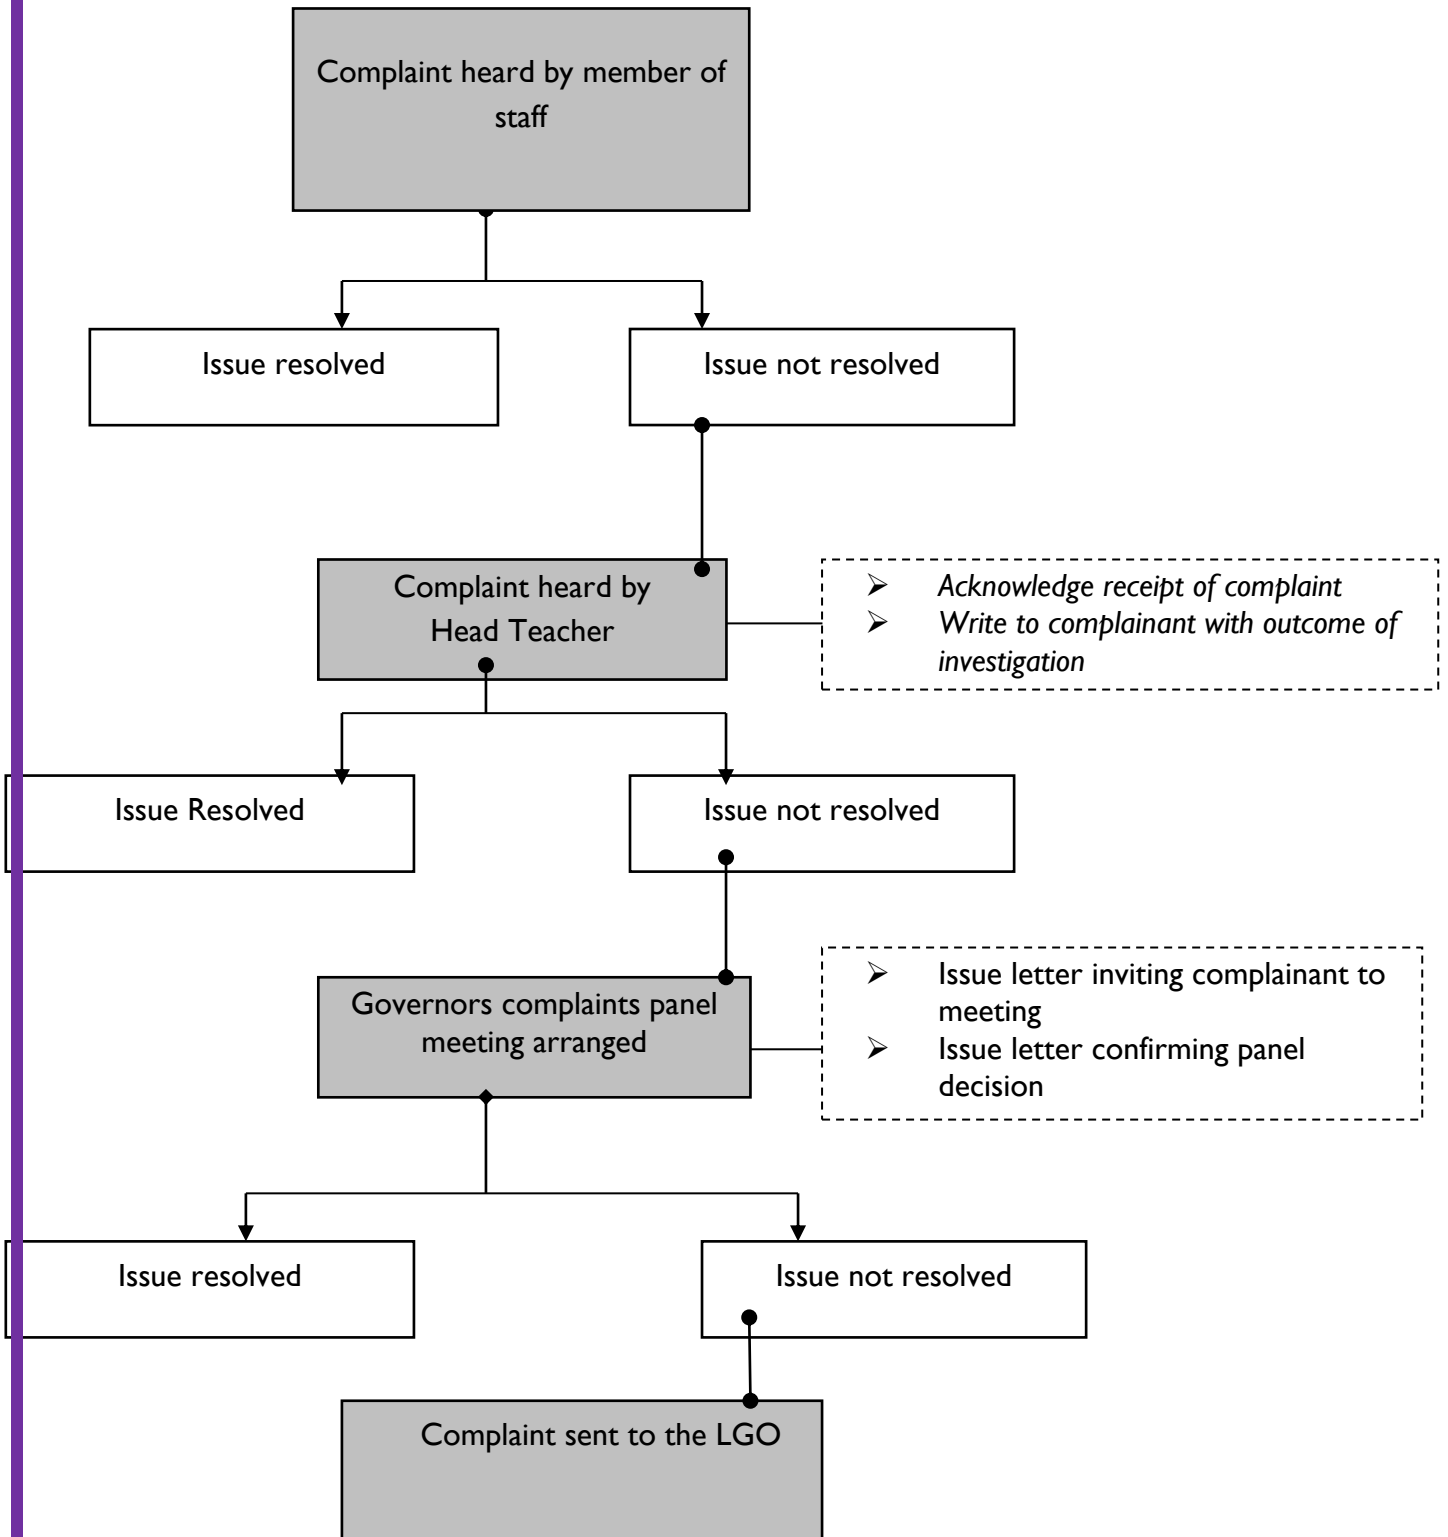 Complaint heard by member of
staff
Issue resolved
Issue not resolved
Complaint heard by
Head Teacher
➢ Acknowledge receipt of complaint
➢ Write to complainant with outcome of
investigation
Issue Resolved
Issue not resolved
Governors complaints panel
meeting arranged
➢ Issue letter inviting complainant to
meeting
➢ Issue letter confirming panel
decision
Issue resolved
Issue not resolved
Complaint sent to the LGO